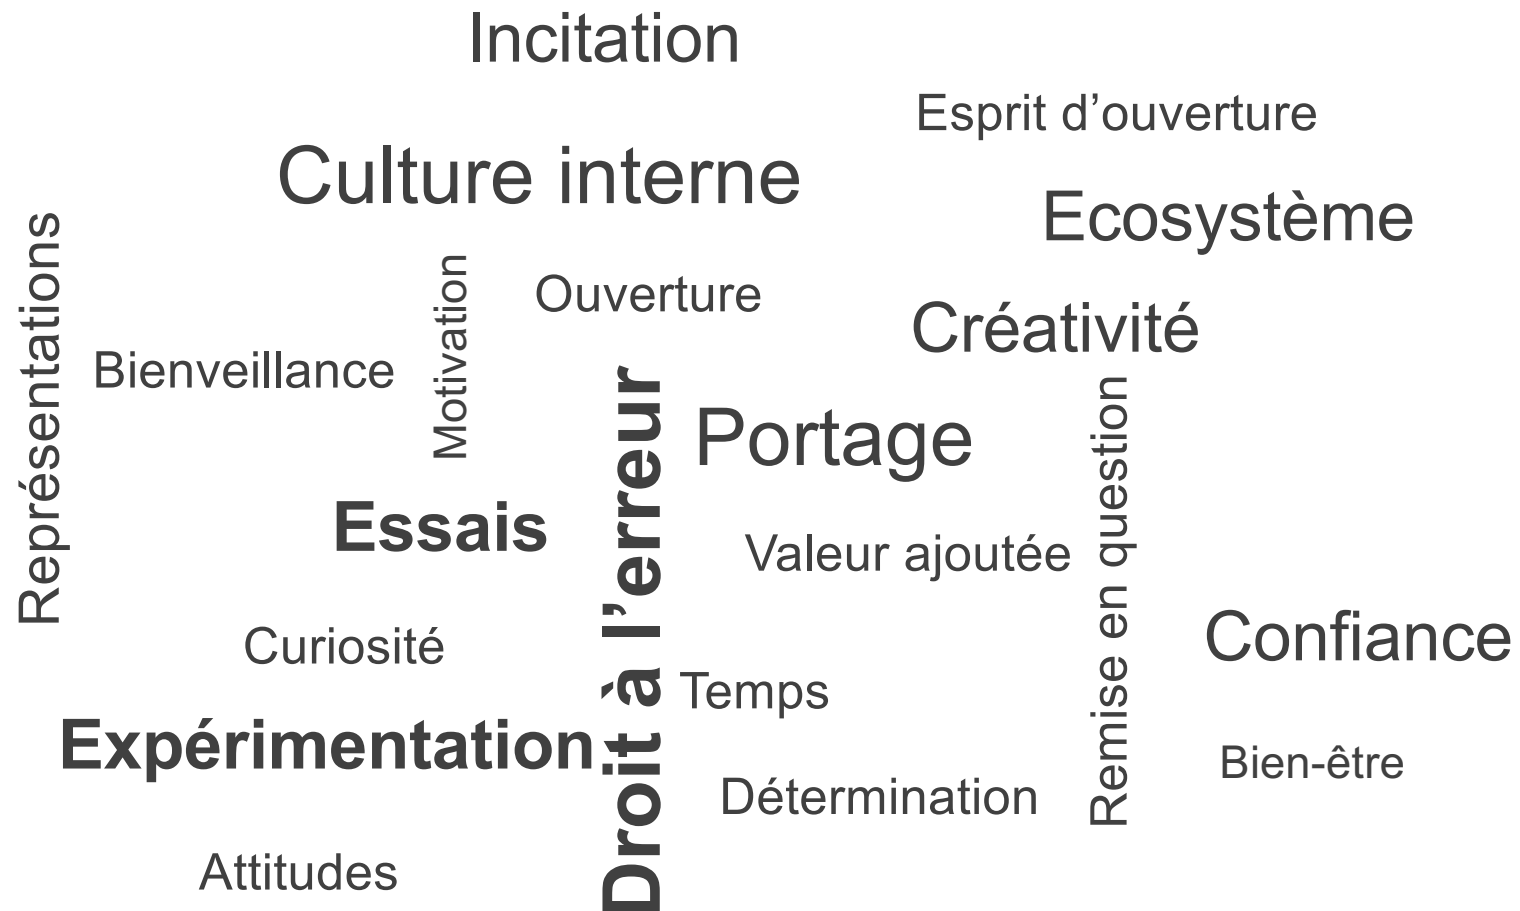 Incitation
Esprit d’ouverture
Culture interne
Ecosystème
Représentations
Motivation
Ouverture
Créativité
Bienveillance
Droit à l’erreur
Portage
Remise en question
Essais
Valeur ajoutée
Curiosité
Confiance
Temps
Expérimentation
Bien-être
Détermination
Attitudes